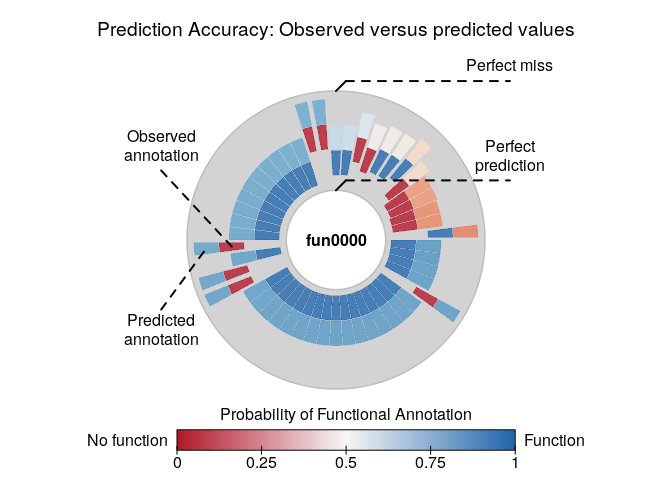 Prediction Accuracy: Observed versus predicted values
Perfect miss
Observed
annotation
Perfect
prediction
fun0000
Predicted
annotation
Probability of Functional Annotation
No function
Function
0 0.25 0.5 0.75 1